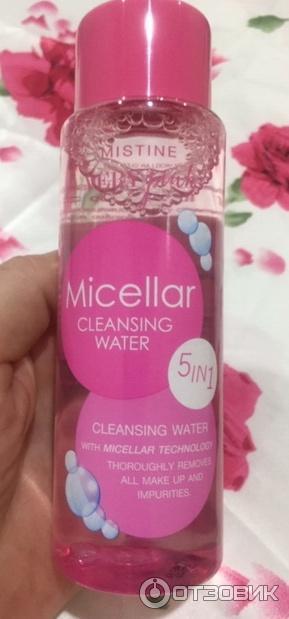 MISTINE
Micellar
CLEANSING
WATER
5 IN 1
CLEANSING WATER
WITH MICELLAR TECHNOLOGY
THOROUGHLY REMOVES
ALL MAKE UP AND
IMPURITIES.
ОТЗОВИК